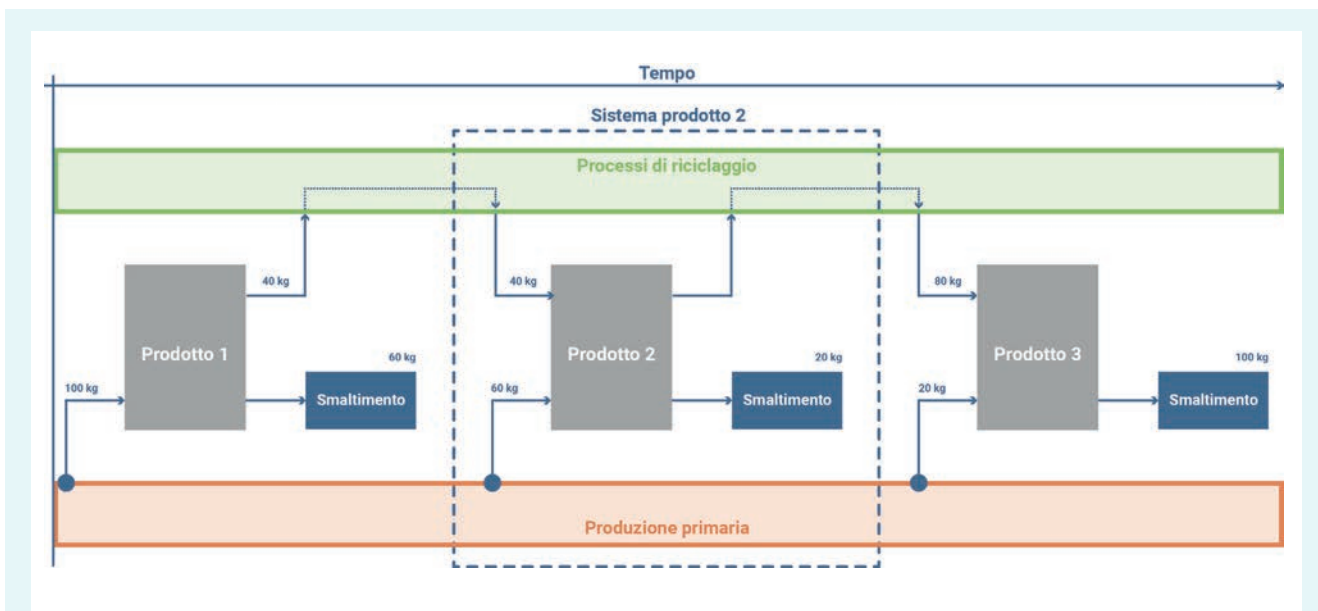 Tempo
Sistema prodotto 2
Processi di riciclaggio
40 kg
40 kg
80 kg
Prodotto 1
Prodotto 2
Prodotto 3
60 kg
20 kg
100 kg
100 kg
Smaltimento
60 kg
Smaltimento
20 kg
Smaltimento
Produzione primaria